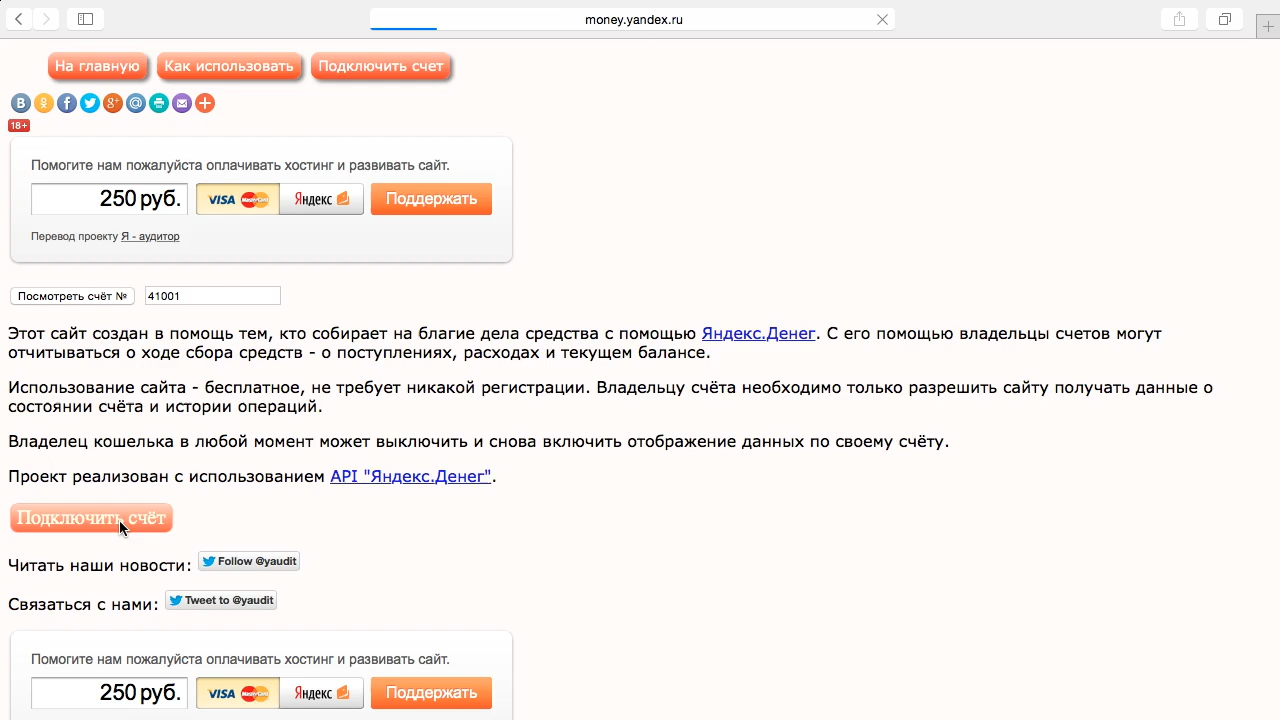 money.yandex.ru
На главную Как использовать Подключить счет
18+
Помогите нам пожалуйста оплачивать хостинг и развивать сайт.
250 руб. VISA MasterCard Яндекс Поддержать
Перевод проекту Я - аудитор
Посмотреть счёт № 41001
Этот сайт создан в помощь тем, кто собирает на благие дела средства с помощью Яндекс.Денег. С его помощью владельцы счетов могут
отчитываться о ходе сбора средств - о поступлениях, расходах и текущем балансе.
Использование сайта - бесплатное, не требует никакой регистрации. Владельцу счёта необходимо только разрешить сайту получать данные о
состоянии счёта и истории операций.
Владелец кошелька в любой момент может выключить и снова включить отображение данных по своему счёту.
Проект реализован с использованием API "Яндекс.Денег".
Подключить счёт
Читать наши новости: Follow @yaudit
Связаться с нами: Tweet to @yaudit
Помогите нам пожалуйста оплачивать хостинг и развивать сайт.
250 руб. VISA MasterCard Яндекс Поддержать